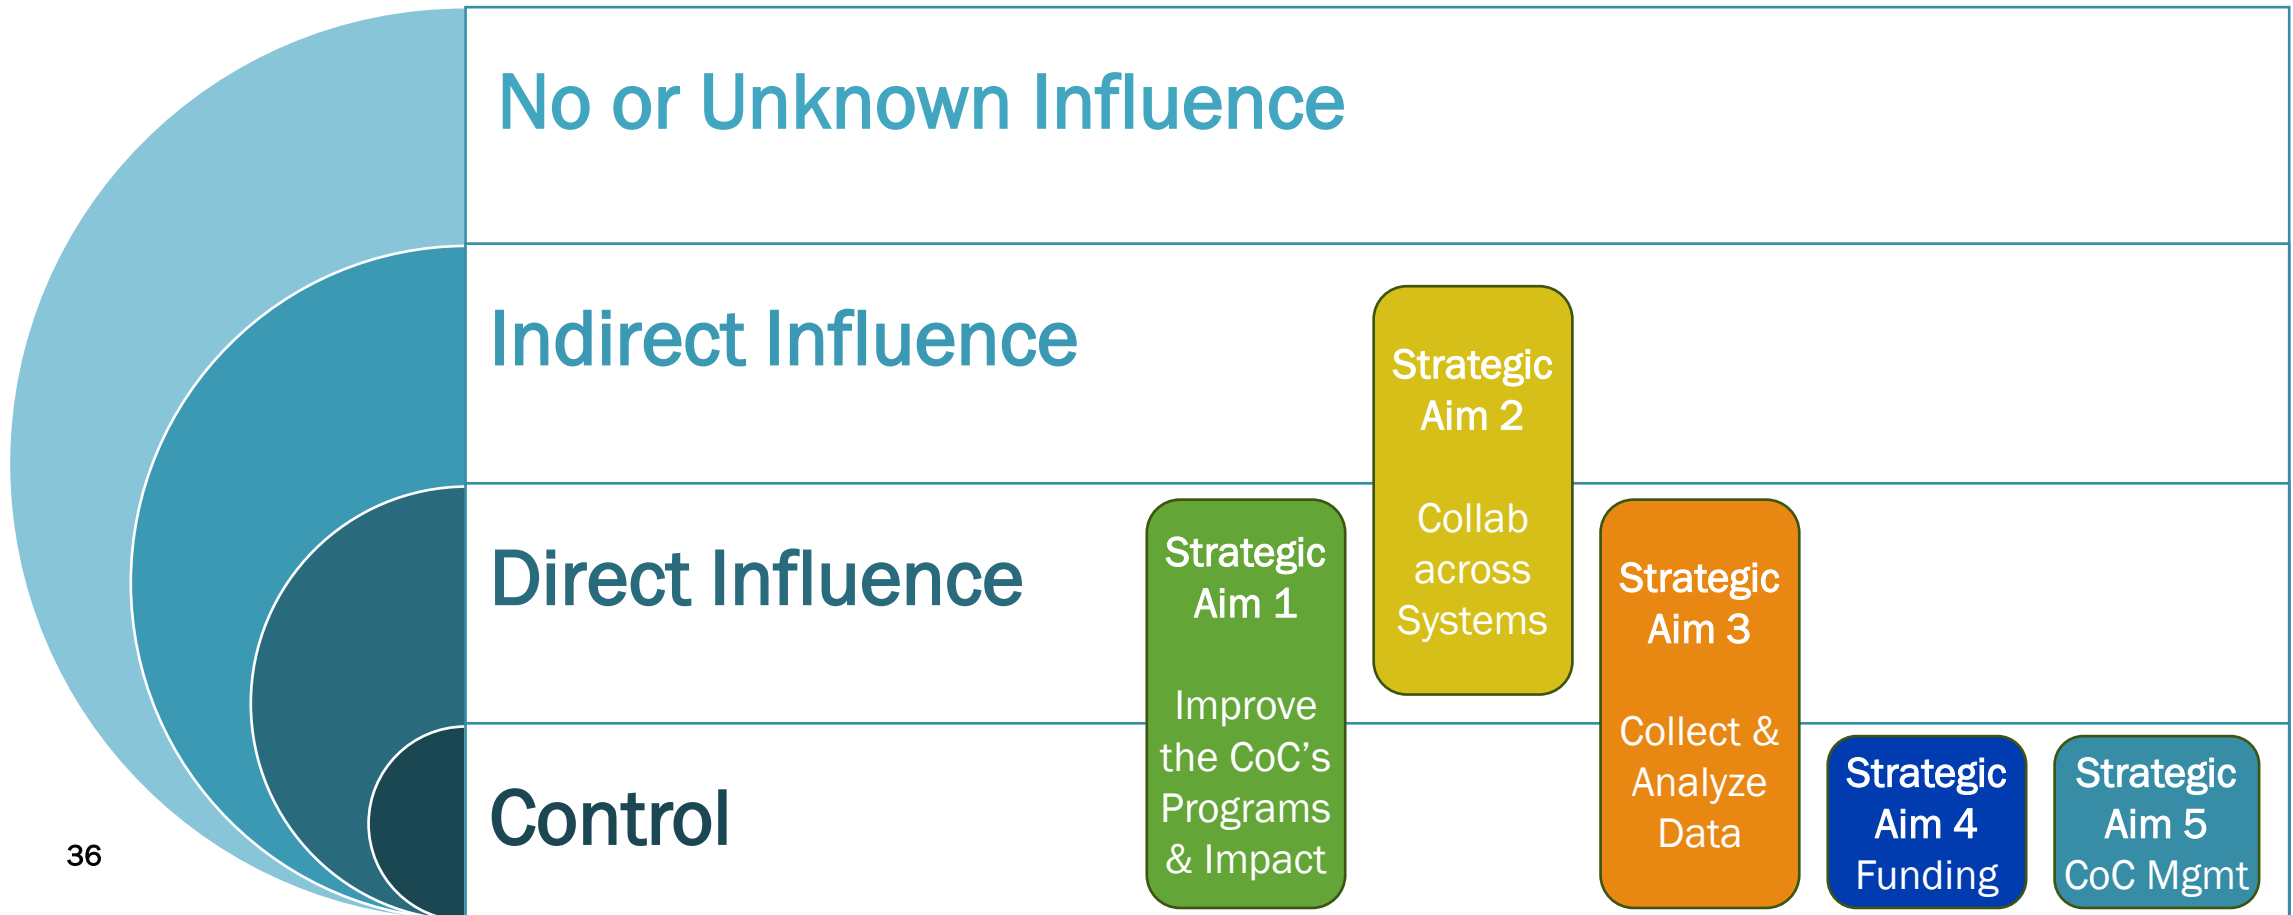 No or Unknown Influence
Indirect Influence
Direct Influence
Control
Strategic
Aim 1
Improve
the CoC’s
Programs
& Impact
Strategic
Aim 2
Collab
across
Systems
Strategic
Aim 3
Collect &
Analyze
Data
Strategic
Aim 4
Funding
Strategic
Aim 5
CoC Mgmt
36